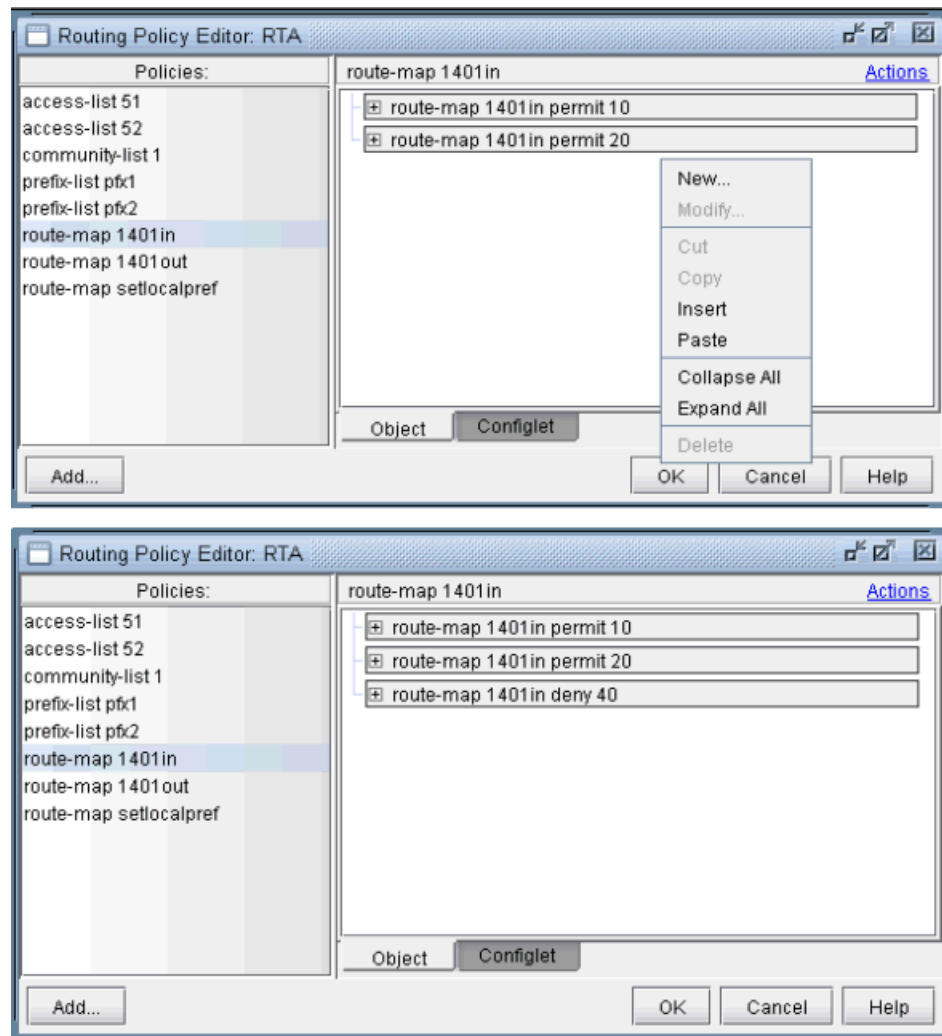 Routing Policy Editor: RTA
Policies:
access-list 51
access-list 52
community-list 1
prefix-list pfx1
prefix-list pfx2
route-map 1401in
route-map 1401out
route-map setlocalpref
route-map 1401in
Actions
route-map 1401in permit 10
route-map 1401in permit 20
New...
Modify...
Cut
Copy
Insert
Paste
Collapse All
Expand All
Delete
Object
Configlet
Add...
OK
Cancel
Help
Routing Policy Editor: RTA
Policies:
access-list 51
access-list 52
community-list 1
prefix-list pfx1
prefix-list pfx2
route-map 1401in
route-map 1401out
route-map setlocalpref
route-map 1401in
Actions
route-map 1401in permit 10
route-map 1401in permit 20
route-map 1401in deny 40
Object
Configlet
Add...
OK
Cancel
Help